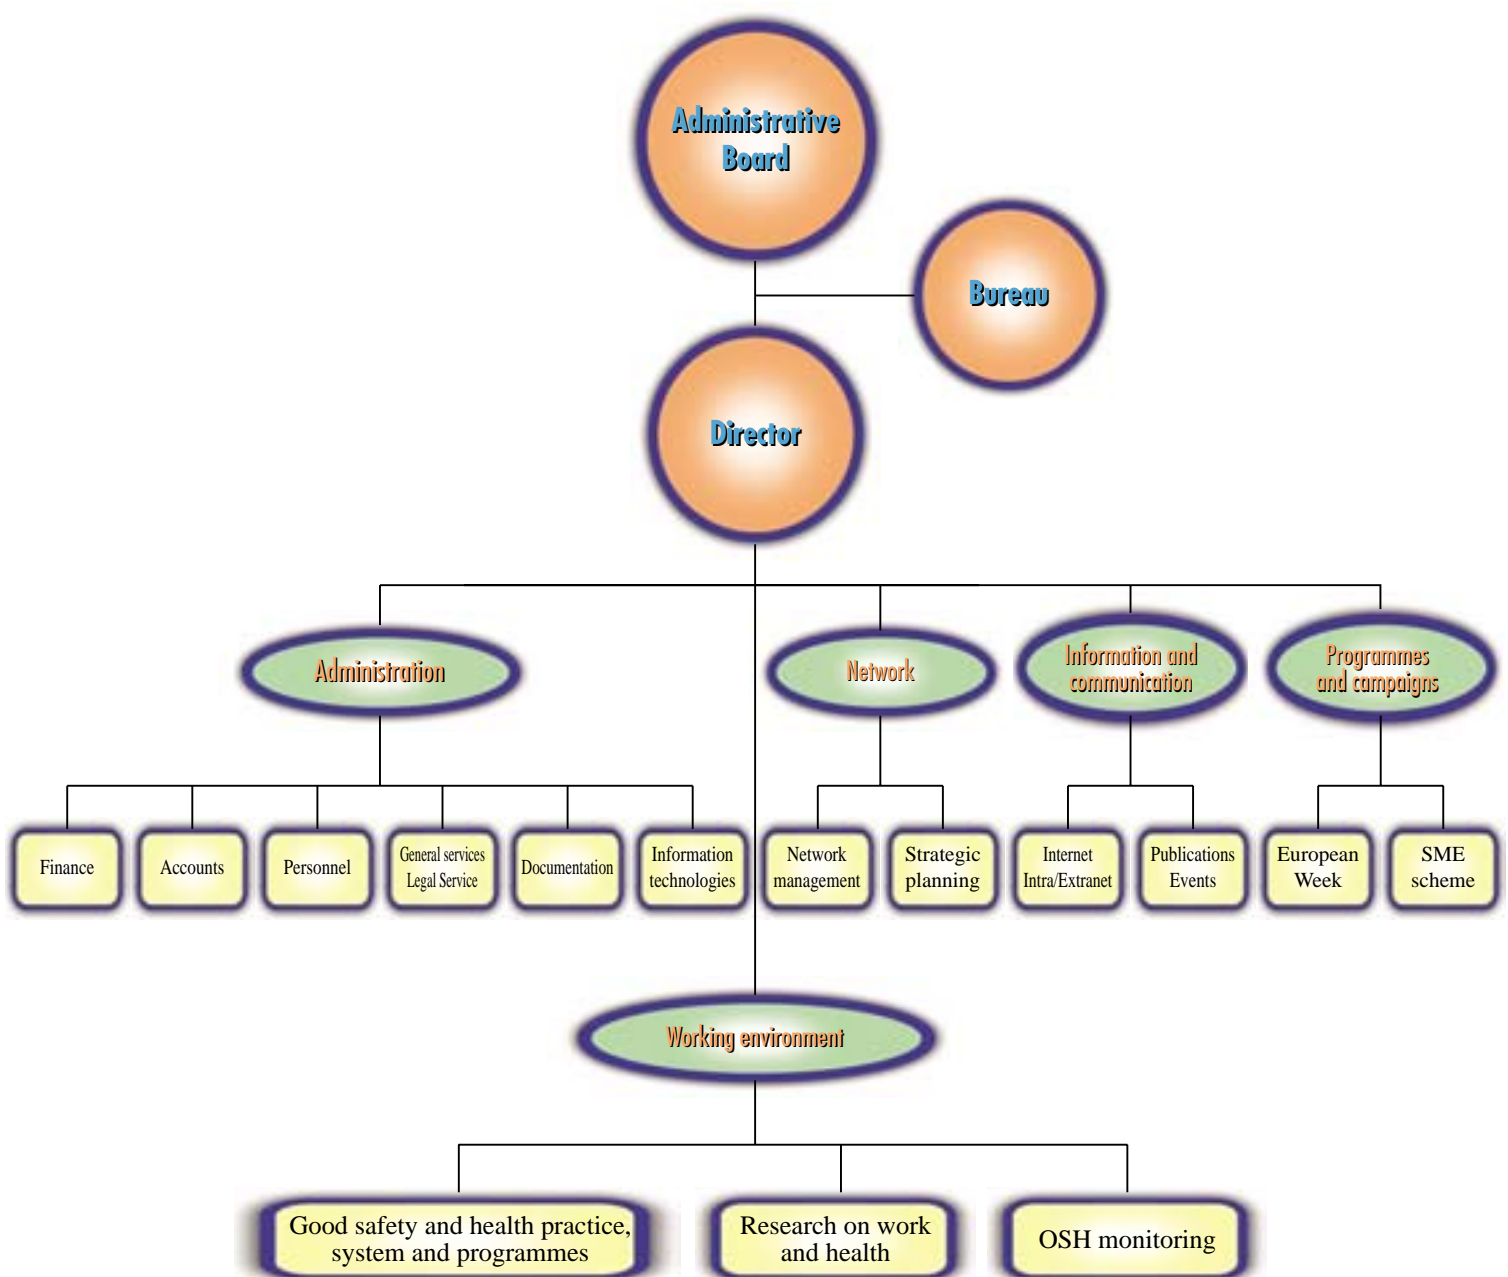 Administrative
Board
Bureau
Director
Administration
Network
Information and
communication
Programmes
and campaigns
Finance
Accounts
Personnel
General services
Legal Service
Documentation
Information
technologies
Network
management
Strategic
planning
Internet
Intra/Extranet
Publications
Events
European
Week
SME
scheme
Working environment
Good safety and health practice,
system and programmes
Research on work
and health
OSH monitoring